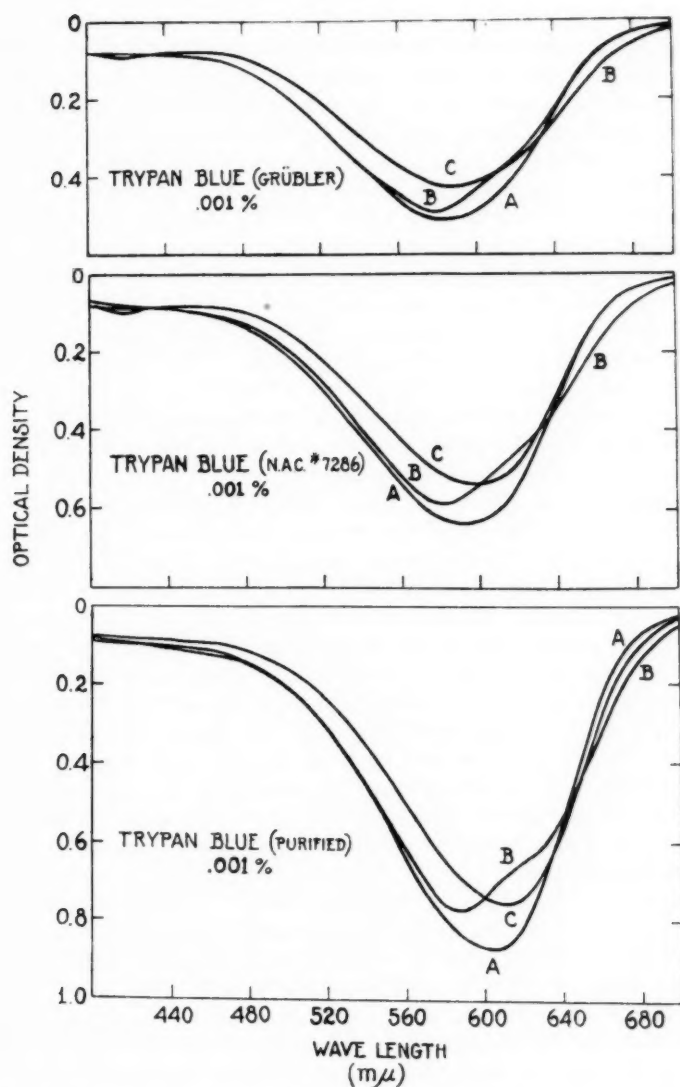 0
0.2
0.4
B
C
B
A
TRYPAN BLUE (GRÜBLER)
.001 %
0
0.2
0.4
0.6
B
C
B
A
TRYPAN BLUE (N.A.C. #7286)
.001 %
OPTICAL DENSITY
0
0.2
0.4
0.6
0.8
1.0
A
B
B
C
A
TRYPAN BLUE (PURIFIED)
.001 %
440 480 520 560 600 640 680
WAVE LENGTH
(mμ)